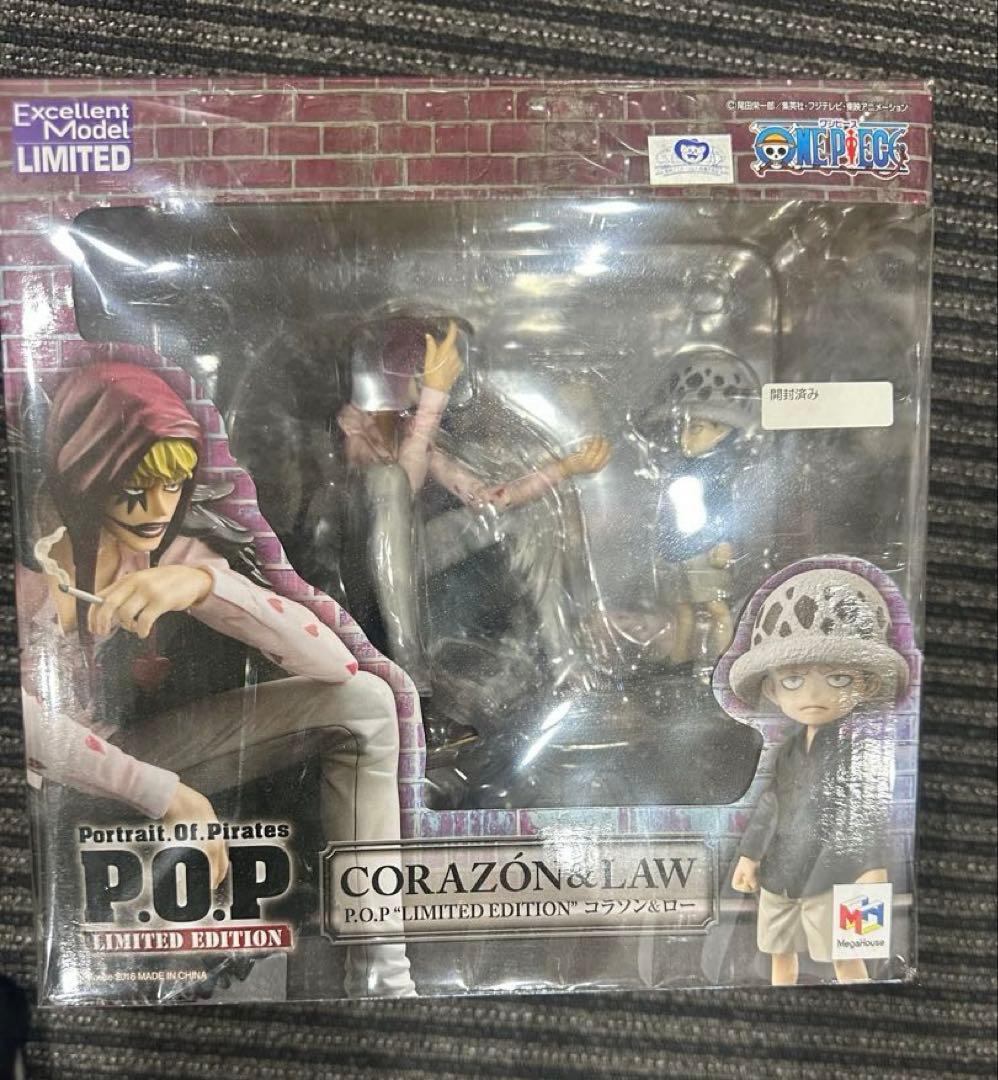 Excellent
Model
LIMITED
©尾田栄一郎/集英社・フジテレビ・東映アニメーション
ワンピース
ONE PIECE
開封済み
Portrait.Of.Pirates
P.O.P
LIMITED EDITION
CORAZÓN&LAW
P.O.P “LIMITED EDITION” コラソン&ロー
MegaHouse
2016 MADE IN CHINA